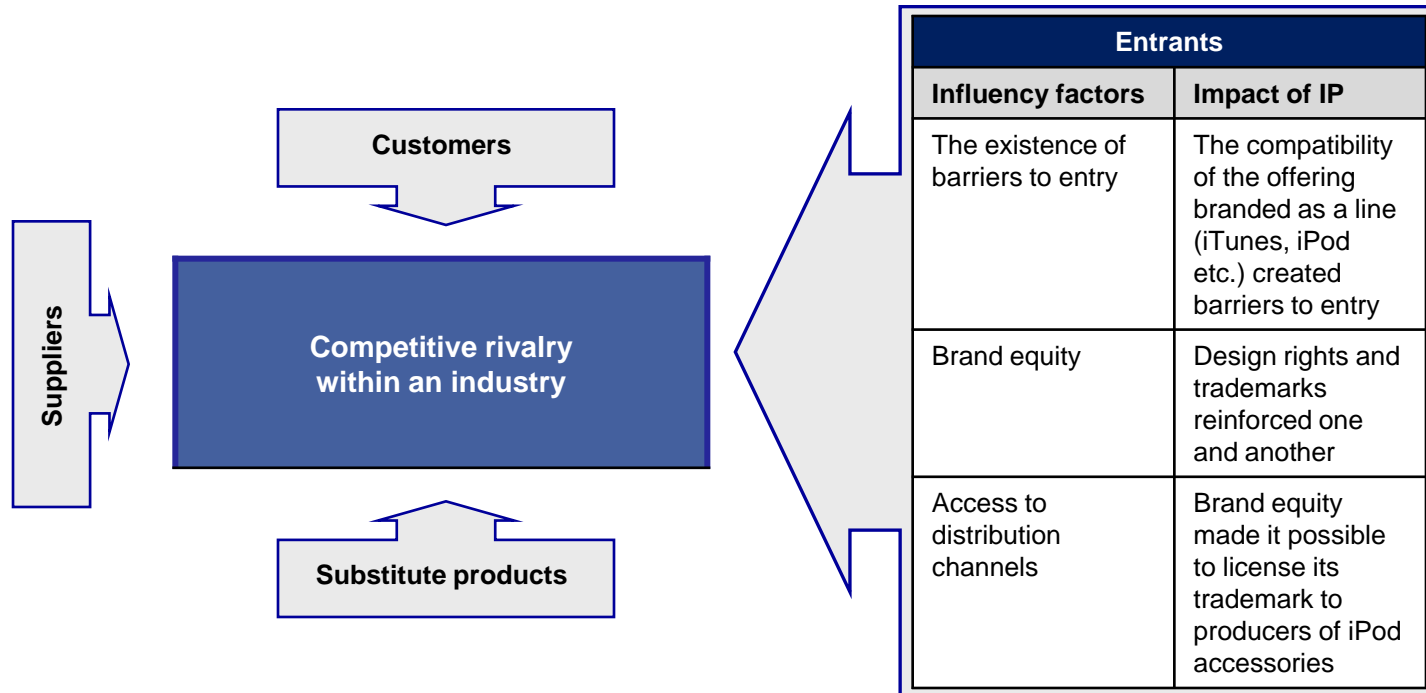 Customers
Suppliers
Competitive rivalry
within an industry
Substitute products
Entrants
Influency factors
Impact of IP
The existence of
barriers to entry
The compatibility
of the offering
branded as a line
(iTunes, iPod
etc.) created
barriers to entry
Brand equity
Design rights and
trademarks
reinforced one
and another
Access to
distribution
channels
Brand equity
made it possible
to license its
trademark to
producers of iPod
accessories